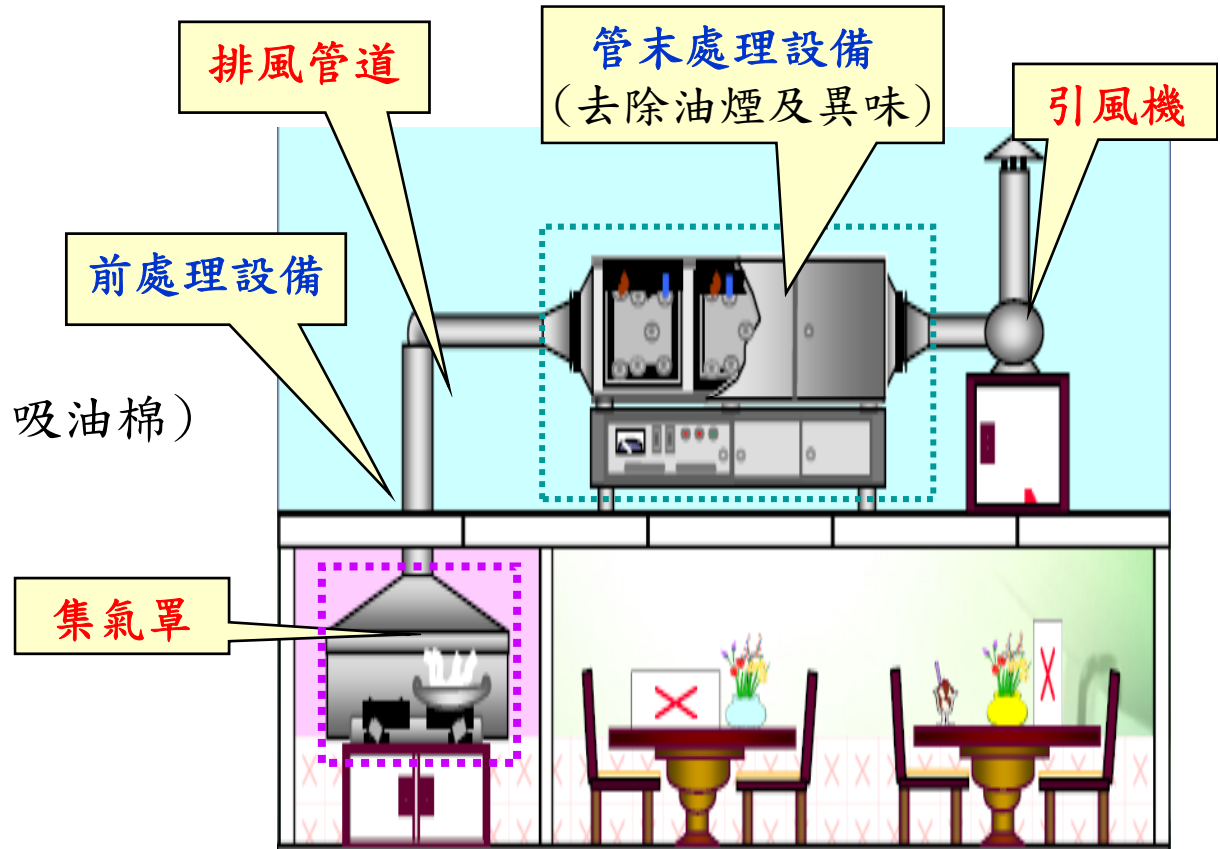 排風管道
管末處理設備
(去除油煙及異味)
引風機
前處理設備
吸油棉)
集氣罩